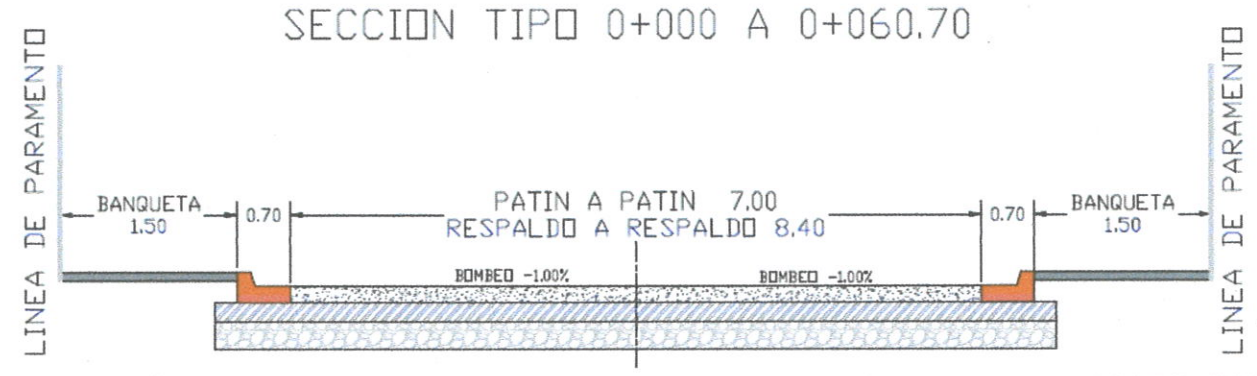 SECCION TIPO 0+000 A 0+060.70
LINEA DE PARAMENTO
BANQUETA
1.50
0.70
PATIN A PATIN 7.00
RESPALDO A RESPALDO 8.40
0.70
BANQUETA
1.50
BOMBEO -1.00%
BOMBEO -1.00%
LINEA DE PARAMENTO